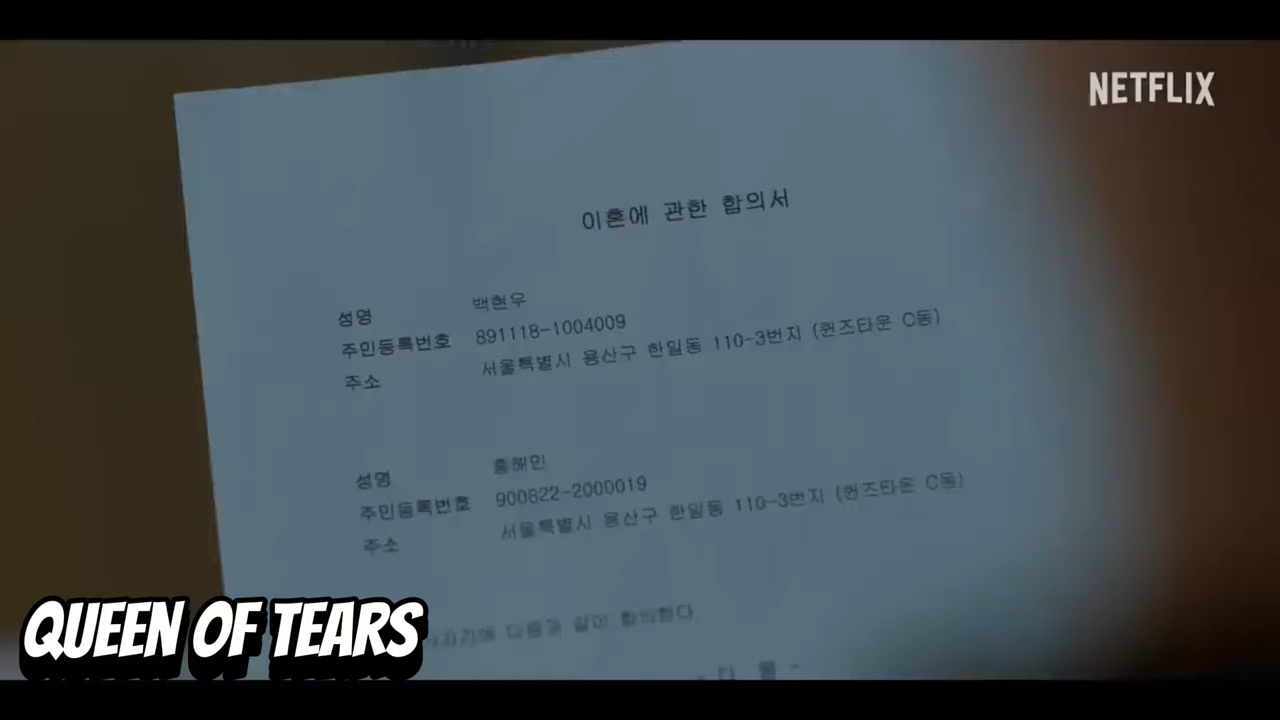 NETFLIX
이혼에 관한 합의서
성명 백현우
주민등록번호 891118-1004009
주소 서울특별시 용산구 한일동 110-3번지 (퀸즈타운 C동)
성명 홍해인
주민등록번호 900822-2000019
주소 서울특별시 용산구 한일동 110-3번지 (퀸즈타운 C동)
다음과 같이 합의한다.
QUEEN OF TEARS